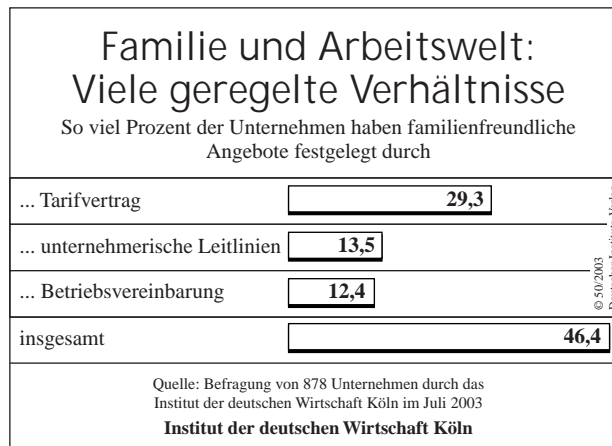 Familie und Arbeitswelt:
Viele geregelte Verhältnisse
So viel Prozent der Unternehmen haben familienfreundliche
Angebote festgelegt durch
... Tarifvertrag 29,3
... unternehmerische Leitlinien 13,5
... Betriebsvereinbarung 12,4
insgesamt 46,4
© 50/2003
Quelle: Befragung von 878 Unternehmen durch das
Institut der deutschen Wirtschaft Köln im Juli 2003
Institut der deutschen Wirtschaft Köln